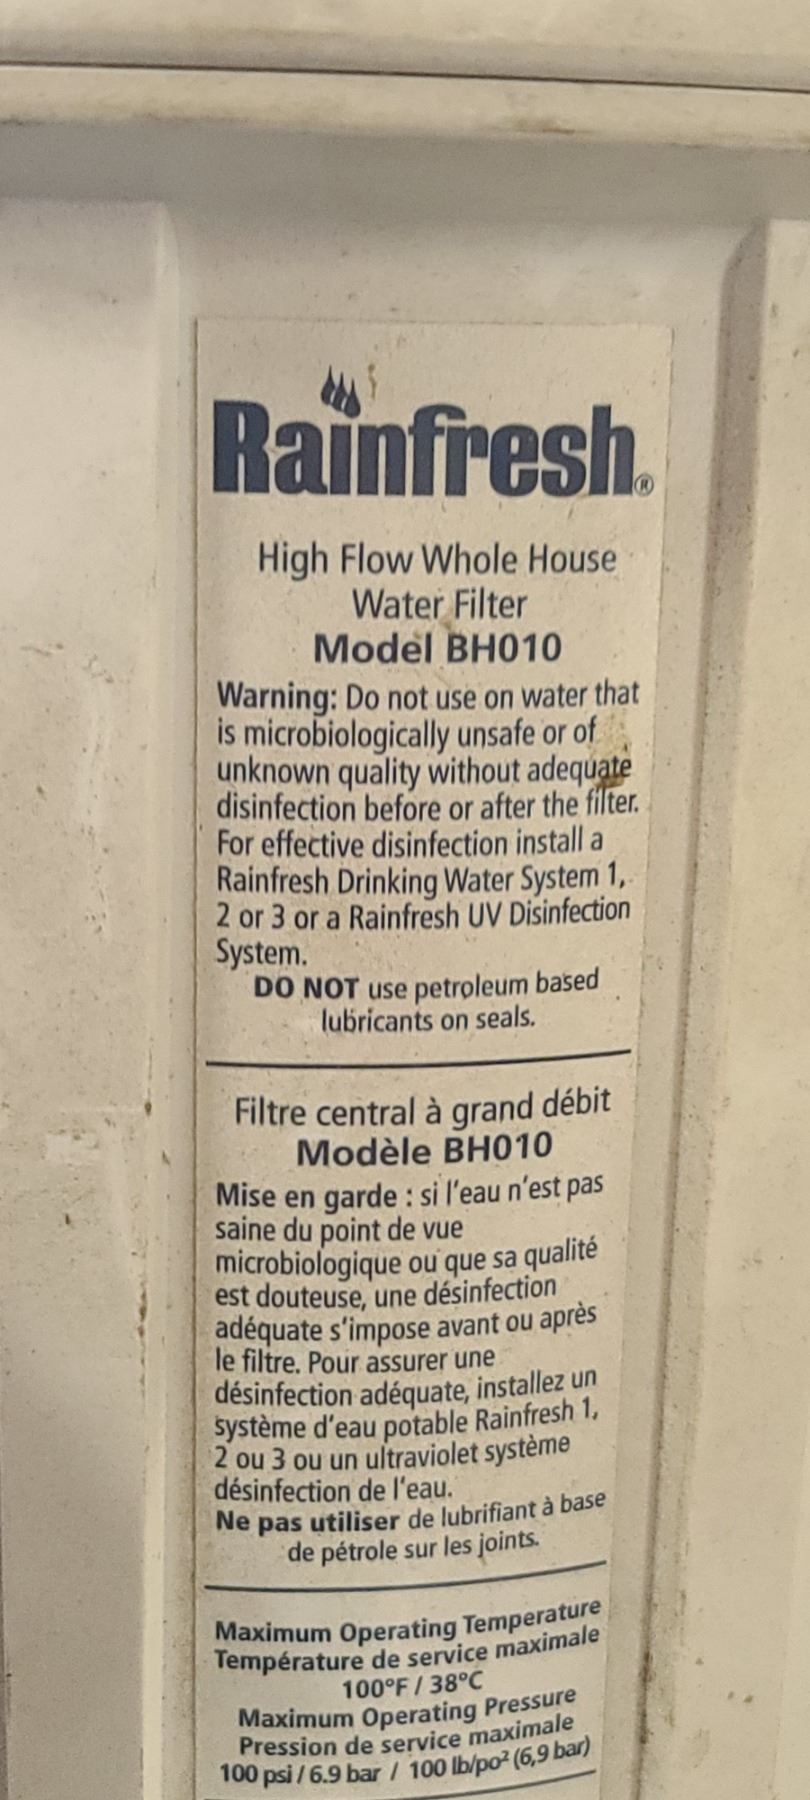 Rainfresh®
High Flow Whole House
Water Filter
Model BH010
Warning: Do not use on water that
is microbiologically unsafe or of
unknown quality without adequate
disinfection before or after the filter.
For effective disinfection install a
Rainfresh Drinking Water System 1,
2 or 3 or a Rainfresh UV Disinfection
System.
DO NOT use petroleum based
lubricants on seals.
Filtre central à grand débit
Modèle BH010
Mise en garde : si l'eau n'est pas
saine du point de vue
microbiologique ou que sa qualité
est douteuse, une désinfection
adéquate s'impose avant ou après
le filtre. Pour assurer une
désinfection adéquate, installez un
système d'eau potable Rainfresh 1,
2 ou 3 ou un ultraviolet système
désinfection de l'eau.
Ne pas utiliser de lubrifiant à base
de pétrole sur les joints.
Maximum Operating Temperature
Température de service maximale
100°F / 38°C
Maximum Operating Pressure
Pression de service maximale
100 psi / 6.9 bar / 100 lb/po² (6,9 bar)